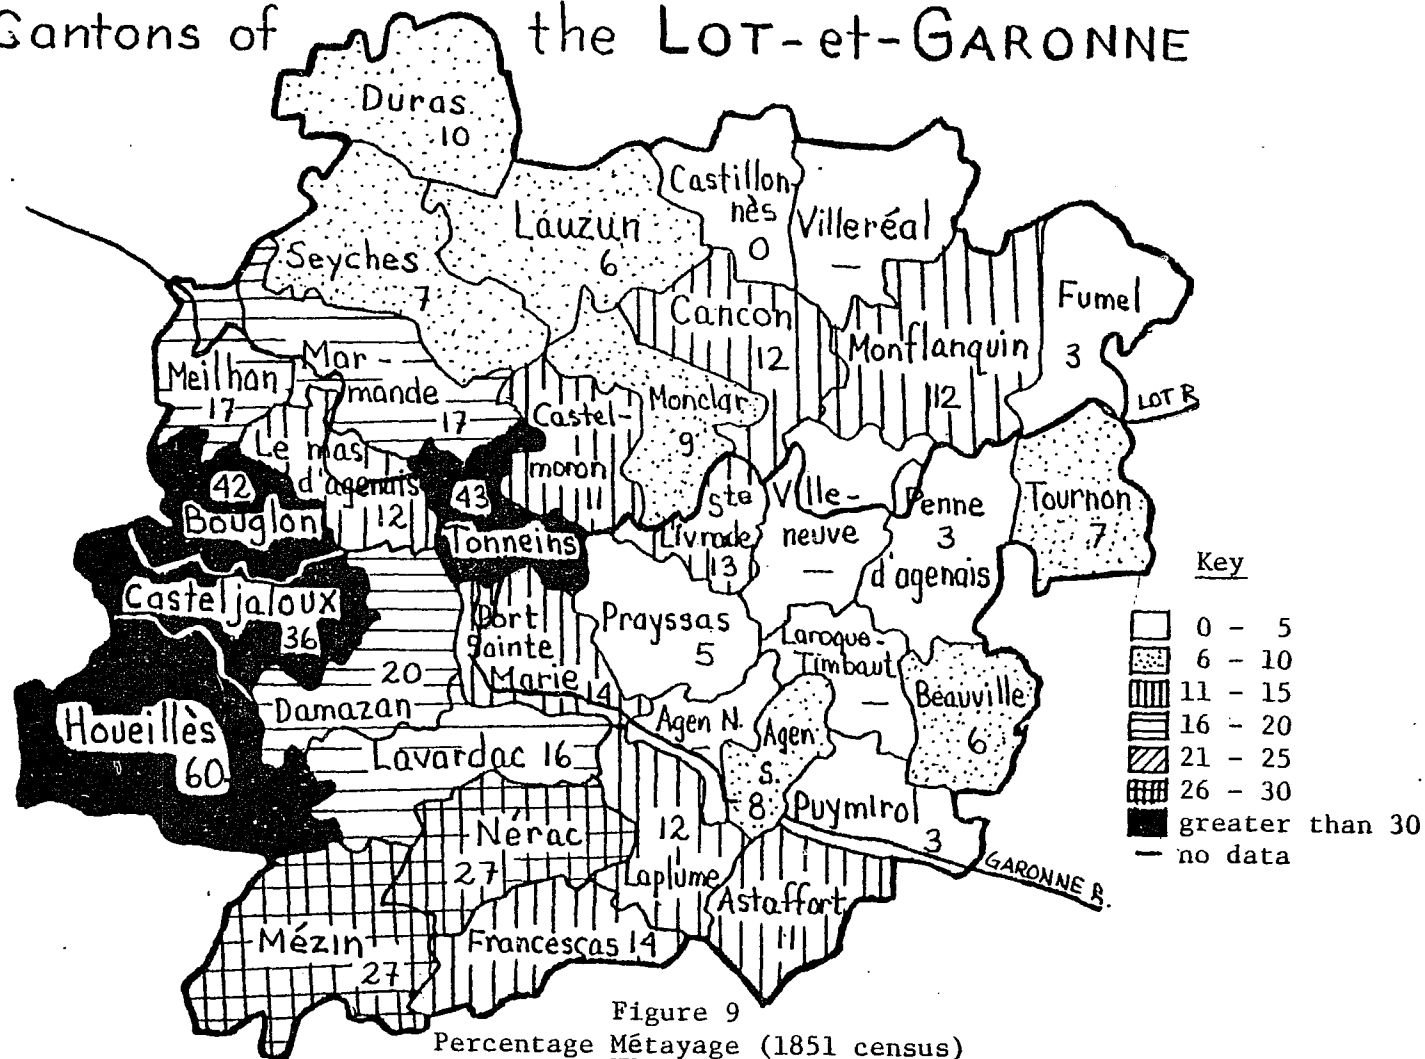 Cantons of the LOT-et-GARONNE
Duras
10
Castillon-
nès
0
Villeréal
—
Lauzun
6
Seyches
7
Fumel
3
Cancon
12
Monflanquin
12
Meilhan
17
Mar-
mande
17
LOT R
Castel-
moron
11
Monclar
9
Le mas
d'agenais
12
42
Bouglon
43
Tonneins
Ste
Livrade
13
Ville-
neuve
—
Penne
3
d'agenais
Tournon
7
Casteljaloux
36
Port
Sainte
Marie
14
Prayssas
5
Laroque-
Timbaut
—
Beauville
6
20
Damazan
Houeillès
60
Lavardac 16
Agen N.
Agen
S.
8
Puymirol
3
Nérac
27
12
Laplume
Astaffort
11
GARONNE R.
Mézin
27
Francescas 14
Key
0 - 5
6 - 10
11 - 15
16 - 20
21 - 25
26 - 30
greater than 30
— no data
Figure 9
Percentage Métayage (1851 census)